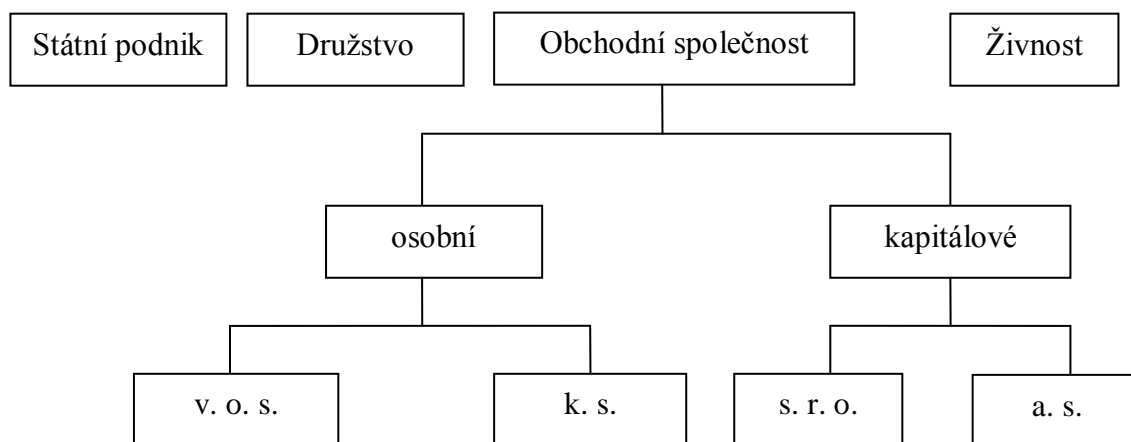 Státní podnik
Družstvo
Obchodní společnost
Živnost
osobní
kapitálové
v. o. s.
k. s.
s. r. o.
a. s.